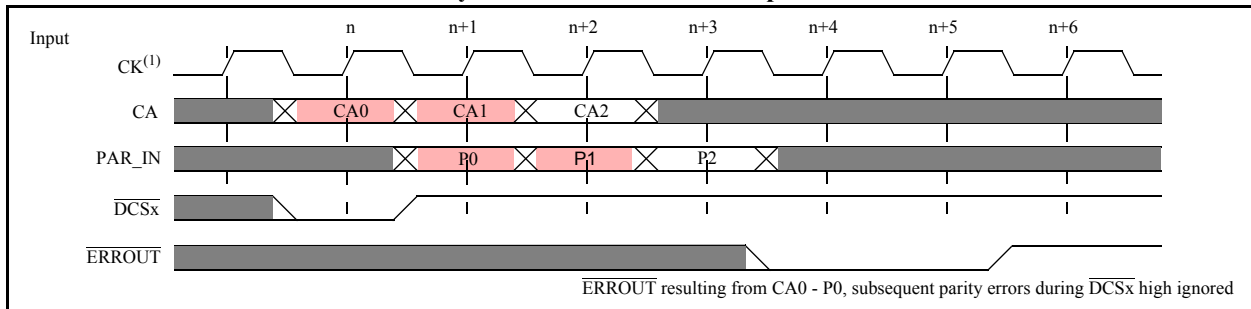 Input
n n+1 n+2 n+3 n+4 n+5 n+6
CK(1)
CA CA0 CA1 CA2
PAR_IN P0 P1 P2
DCSx
ERROUT
ERROUT resulting from CA0 - P0, subsequent parity errors during DCSx high ignored